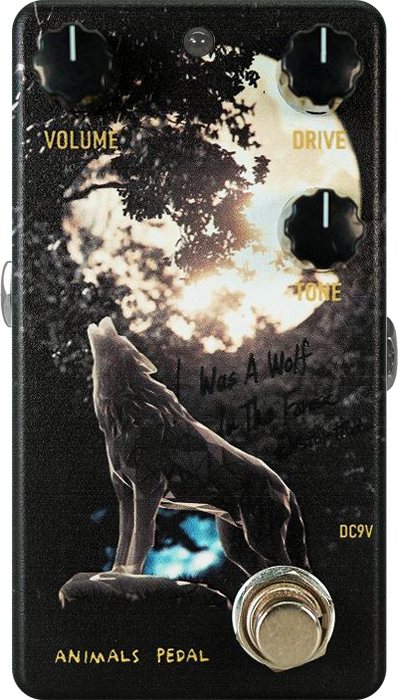 VOLUME DRIVE
TONE
I Was A Wolf
In The Forest
Distortion
DC9V
ANIMALS PEDAL